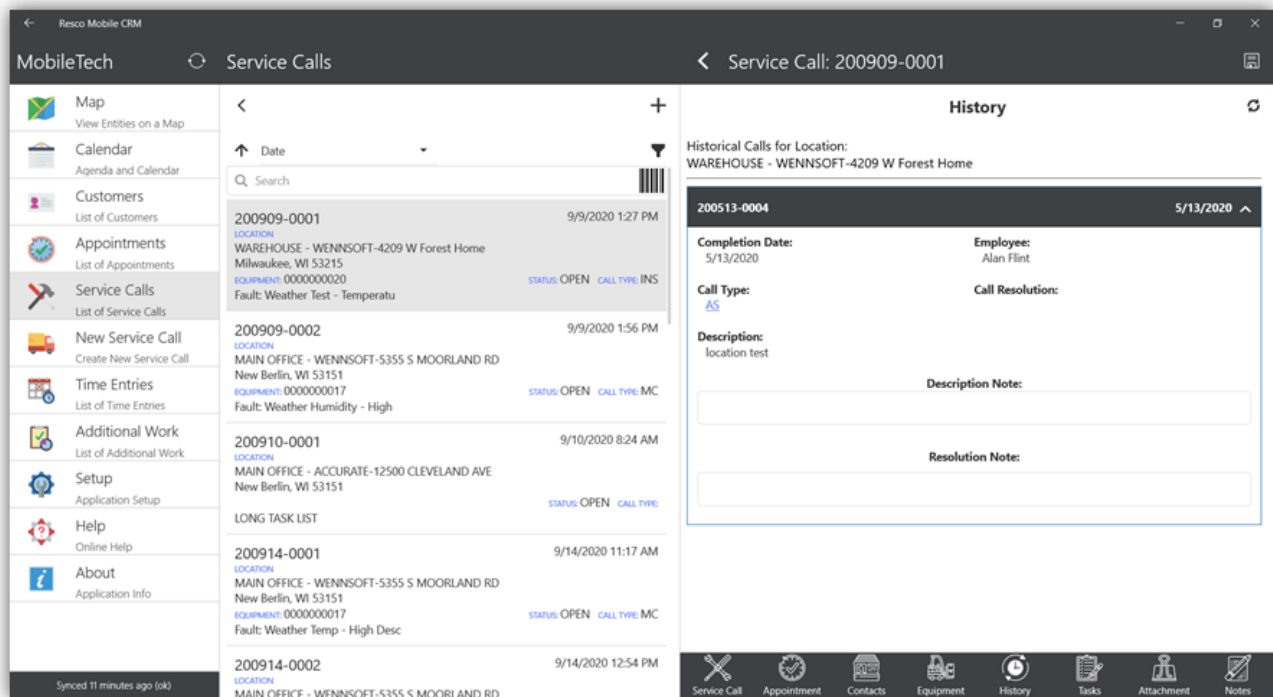 Resco Mobile CRM
MobileTech
Service Calls
Service Call: 200909-0001
Map
View Entities on a Map
Calendar
Agenda and Calendar
Customers
List of Customers
Appointments
List of Appointments
Service Calls
List of Service Calls
New Service Call
Create New Service Call
Time Entries
List of Time Entries
Additional Work
List of Additional Work
Setup
Application Setup
Help
Online Help
About
Application Info
Synced 11 minutes ago (ok)
Date
Search
200909-0001 9/9/2020 1:27 PM
LOCATION
WAREHOUSE - WENNSOFT-4209 W Forest Home
Milwaukee, WI 53215
EQUIPMENT: 0000000020 STATUS: OPEN CALL TYPE: INS
Fault: Weather Test - Temperatu
200909-0002 9/9/2020 1:56 PM
LOCATION
MAIN OFFICE - WENNSOFT-5355 S MOORLAND RD
New Berlin, WI 53151
EQUIPMENT: 0000000017 STATUS: OPEN CALL TYPE: MC
Fault: Weather Humidity - High
200910-0001 9/10/2020 8:24 AM
LOCATION
MAIN OFFICE - ACCURATE-12500 CLEVELAND AVE
New Berlin, WI 53151
STATUS: OPEN CALL TYPE:
LONG TASK LIST
200914-0001 9/14/2020 11:17 AM
LOCATION
MAIN OFFICE - WENNSOFT-5355 S MOORLAND RD
New Berlin, WI 53151
EQUIPMENT: 0000000017 STATUS: OPEN CALL TYPE: MC
Fault: Weather Temp - High Desc
200914-0002 9/14/2020 12:54 PM
LOCATION
MAIN OFFICE - WENNSOFT-5355 S MOORLAND RD
History
Historical Calls for Location:
WAREHOUSE - WENNSOFT-4209 W Forest Home
200513-0004 5/13/2020
Completion Date: Employee:
5/13/2020 Alan Flint
Call Type: Call Resolution:
AS
Description:
location test
Description Note:
Resolution Note:
Service Call Appointment Contacts Equipment History Tasks Attachment Notes